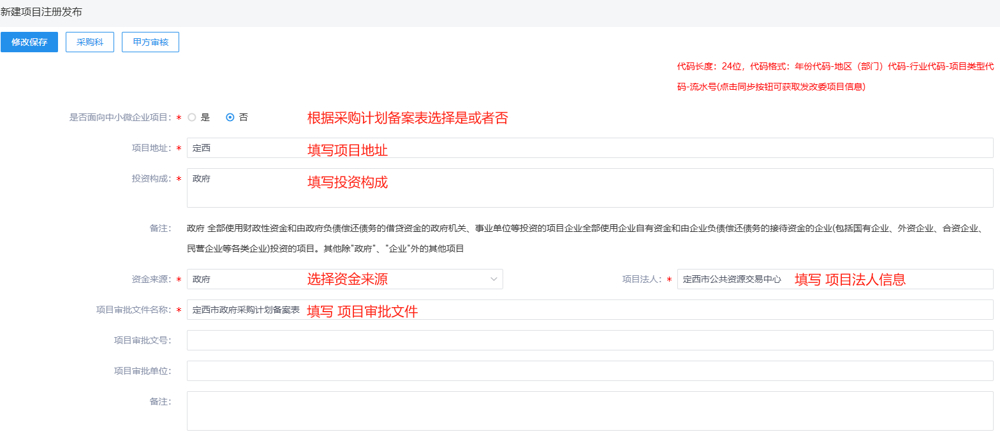 新建项目注册发布
修改保存 采购科 甲方审核
代码长度：24位，代码格式：年份代码-地区（部门）代码-行业代码-项目类型代
码-流水号(点击同步按钮可获取发改委项目信息)
是否面向中小微企业项目：* 是 否 根据采购计划备案表选择是或者否
项目地址：* 定西 填写项目地址
投资构成：* 政府 填写投资构成
备注： 政府 全部使用财政性资金和由政府负债偿还债务的借贷资金的政府机关、事业单位等投资的项目企业全部使用企业自有资金和由企业负债偿还债务的接待资金的企业(包括国有企业、外资企业、合资企业、
民营企业等各类企业)投资的项目。其他除"政府"、"企业"外的其他项目
资金来源：* 政府 选择资金来源 项目法人：* 定西市公共资源交易中心 填写 项目法人信息
项目审批文件名称：* 定西市政府采购计划备案表 填写 项目审批文件
项目审批文号：
项目审批单位：
备注：